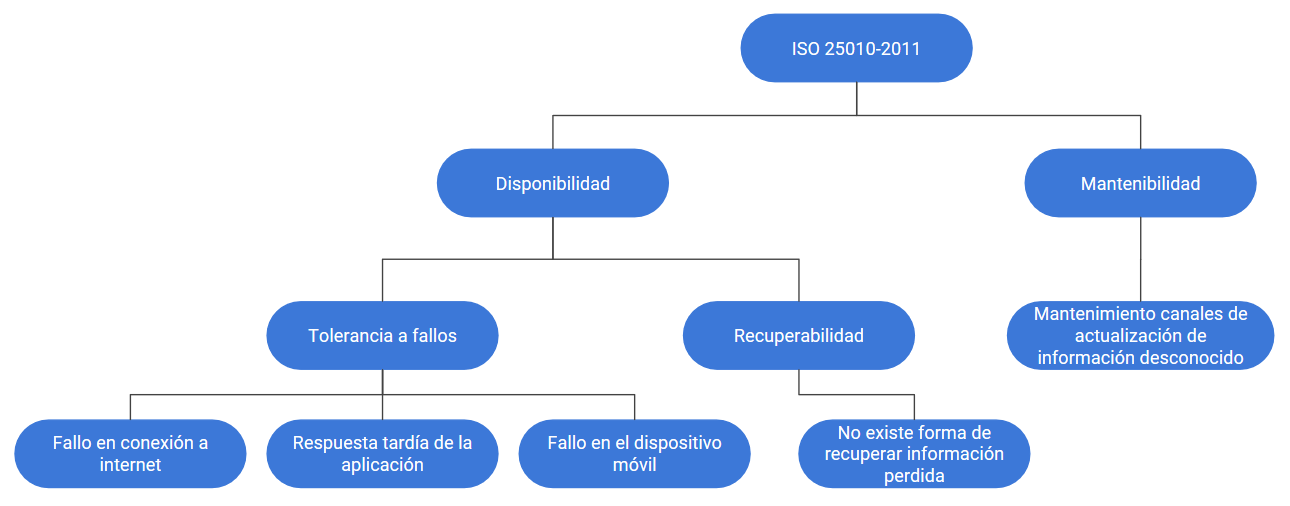 ISO 25010-2011
Disponibilidad
Mantenibilidad
Tolerancia a fallos
Recuperabilidad
Mantenimiento canales de
actualización de
información desconocido
Fallo en conexión a
internet
Respuesta tardía de la
aplicación
Fallo en el dispositivo
móvil
No existe forma de
recuperar información
perdida